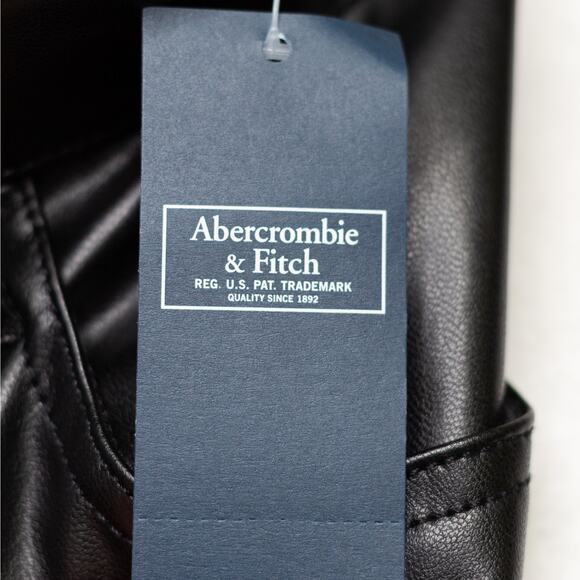 Abercrombie
& Fitch
REG. U.S. PAT. TRADEMARK
QUALITY SINCE 1892